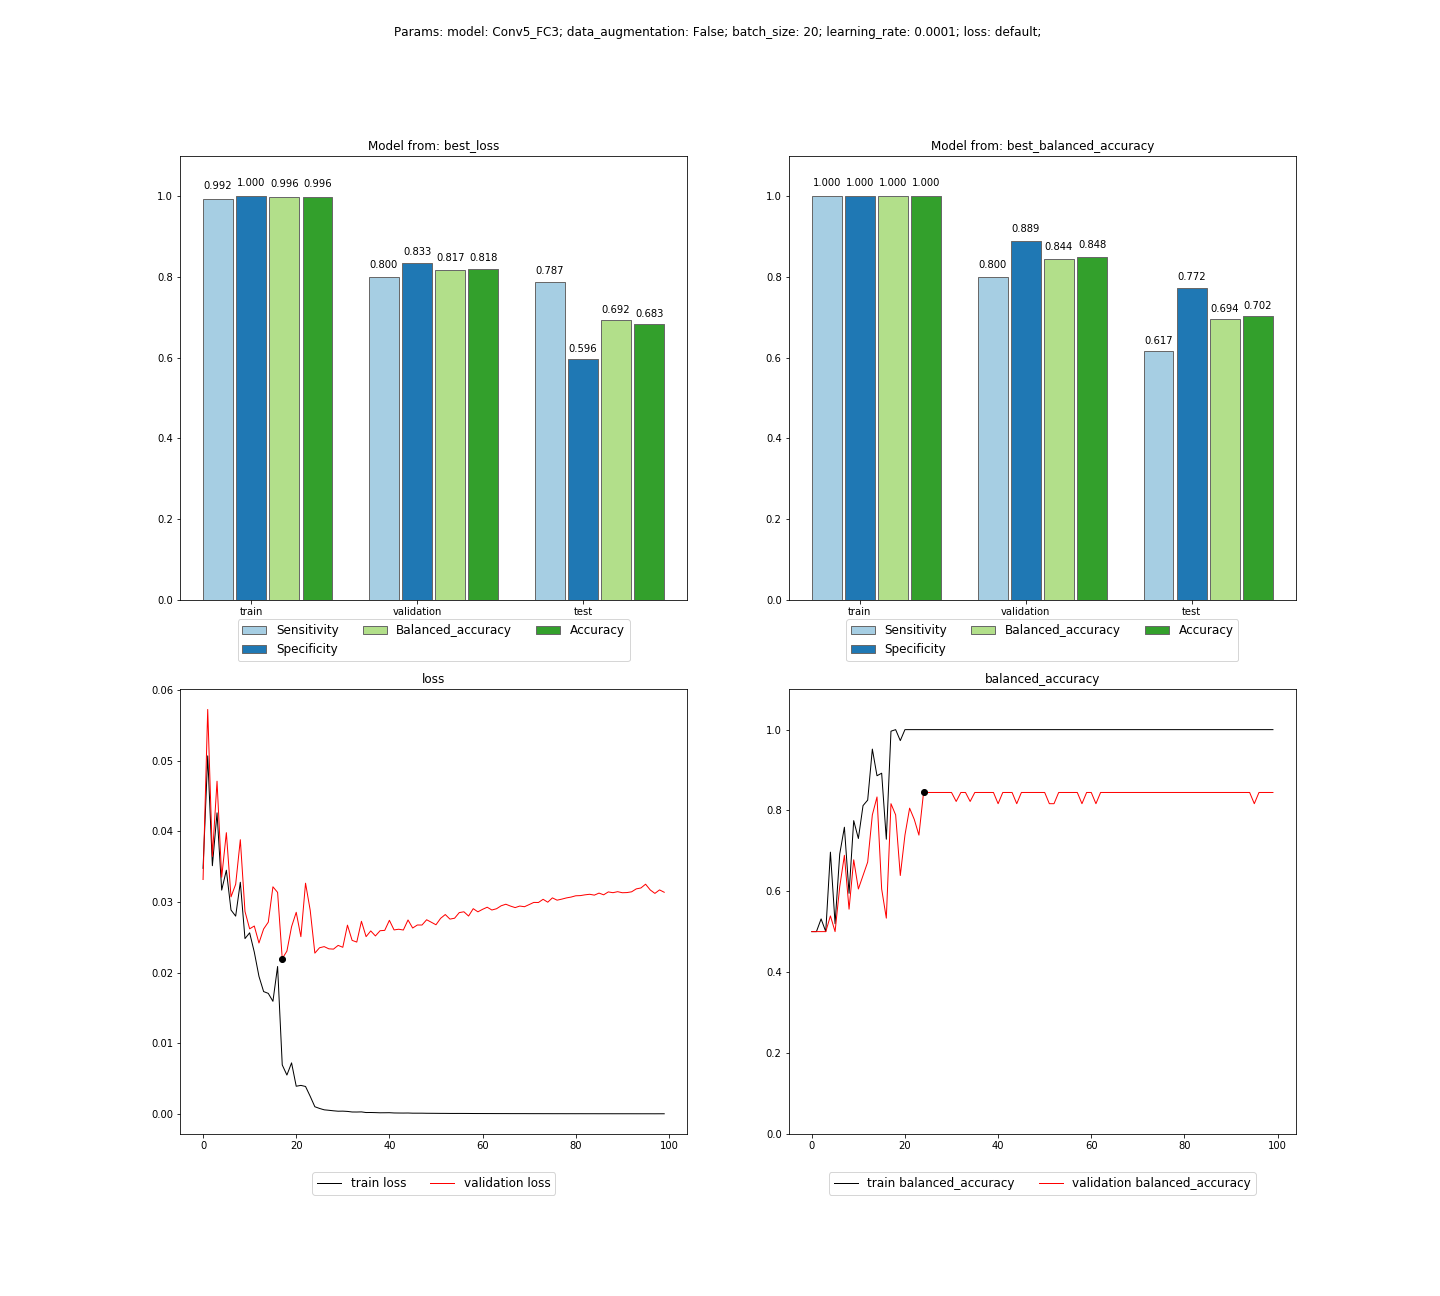 Params: model: Conv5_FC3; data_augmentation: False; batch_size: 20; learning_rate: 0.0001; loss: default;
Model from: best_loss
1.0
0.8
0.6
0.4
0.2
0.0
0.992 1.000 0.996 0.996
0.800 0.833 0.817 0.818
0.787 0.596 0.692 0.683
train validation test
Sensitivity Balanced_accuracy Accuracy
Specificity
Model from: best_balanced_accuracy
1.0
0.8
0.6
0.4
0.2
0.0
1.000 1.000 1.000 1.000
0.800 0.889 0.844 0.848
0.617 0.772 0.694 0.702
train validation test
Sensitivity Balanced_accuracy Accuracy
Specificity
loss
0.06
0.05
0.04
0.03
0.02
0.01
0.00
0 20 40 60 80 100
train loss validation loss
balanced_accuracy
1.0
0.8
0.6
0.4
0.2
0.0
0 20 40 60 80 100
train balanced_accuracy validation balanced_accuracy